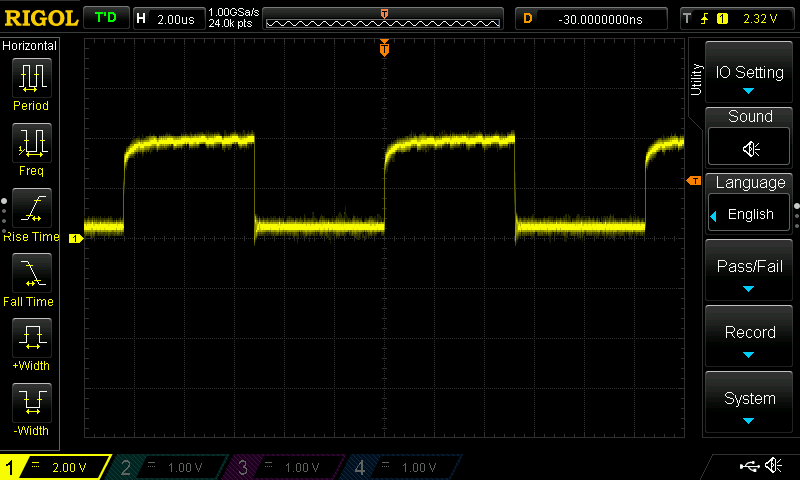 RIGOL T'D H 2.00us 1.00GSa/s D -30.0000000ns T 1 2.32 V
24.0k pts
T
Horizontal
Period
Freq
Rise Time
Fall Time
+Width
-Width
T
T
1
Utility
IO Setting
Sound
Language
English
Pass/Fail
Record
System
1 2.00 V 2 1.00 V 3 1.00 V 4 1.00 V